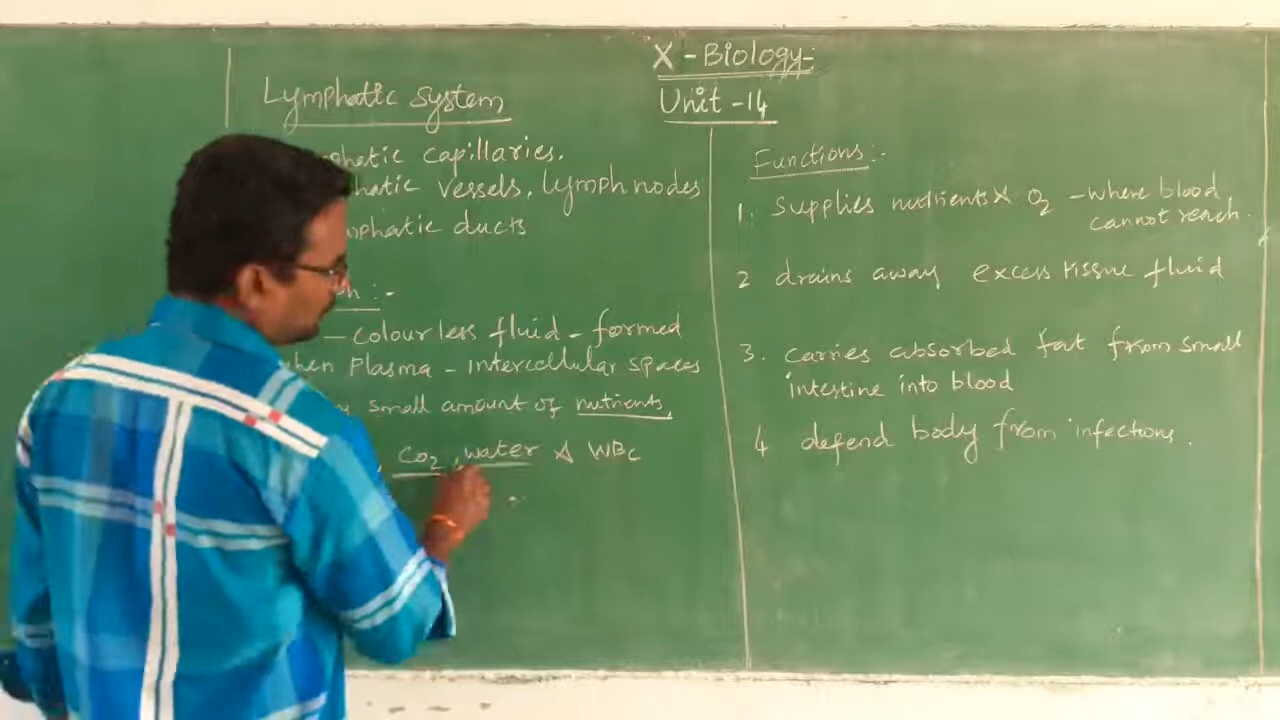 X - Biology:-
Unit - 14
Lymphatic System
phatic capillaries.
hatic vessels, lymph nodes
phatic ducts
h :-
— Colourless fluid - formed
hen Plasma - intercellular spaces
small amount of nutrients,
CO2, water & WBC
Functions :-
1. Supplies nutrients & O2 - where blood
cannot reach.
2 drains away excess tissue fluid
3. carries absorbed fat from small
intestine into blood
4 defend body from infections.